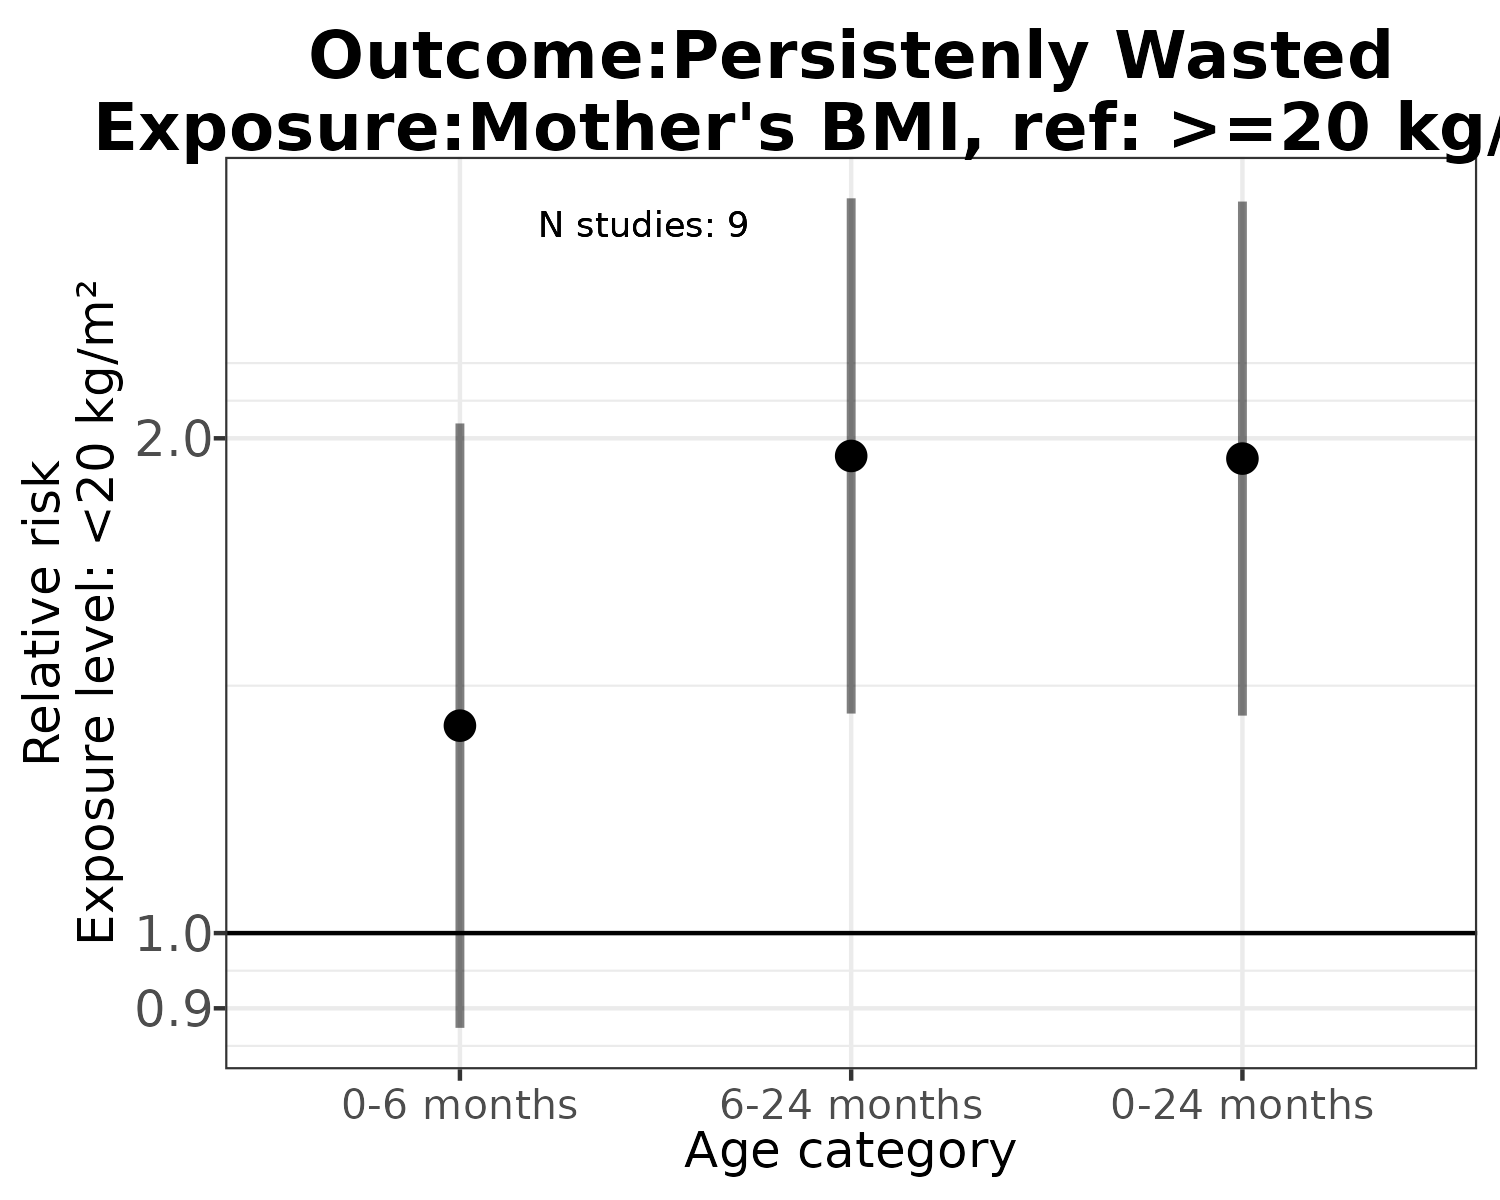 Outcome:Persistenly Wasted
Exposure:Mother's BMI, ref: >=20 kg/
N studies: 9
Relative risk
Exposure level: <20 kg/m²
2.0
1.0
0.9
0-6 months
6-24 months
0-24 months
Age category